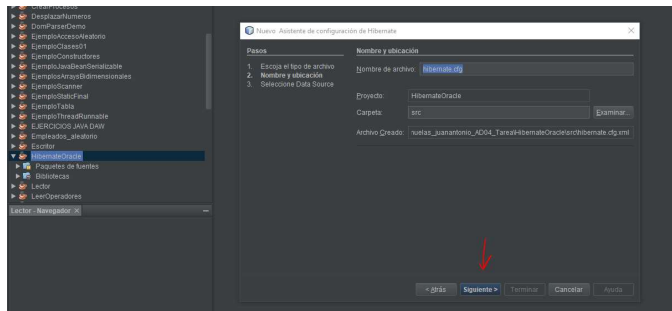 CrearProcesos
DesplazarNumeros
DomParserDemo
EjemploAccesoAleatorio
EjemploClases01
EjemploConstructores
EjemploJavaBeanSerializable
EjemplosArraysBidimensionales
EjemploScanner
EjemploStaticFinal
EjemploTabla
EjemploThreadRunnable
EJERCICIOS JAVA DAW
Empleados_aleatorio
Escritor
HibernateOracle
Paquetes de fuentes
Bibliotecas
Lector
LeerOperadores
Lector - Navegador ×
Nuevo Asistente de configuración de Hibernate
Pasos
1. Escoja el tipo de archivo
2. Nombre y ubicación
3. Seleccione Data Source
Nombre y ubicación
Nombre de archivo: hibernate.cfg
Proyecto: HibernateOracle
Carpeta: src Examinar...
Archivo Creado: nuelas_juanantonio_AD04_Tarea\HibernateOracle\src\hibernate.cfg.xml
< Atrás Siguiente > Terminar Cancelar Ayuda